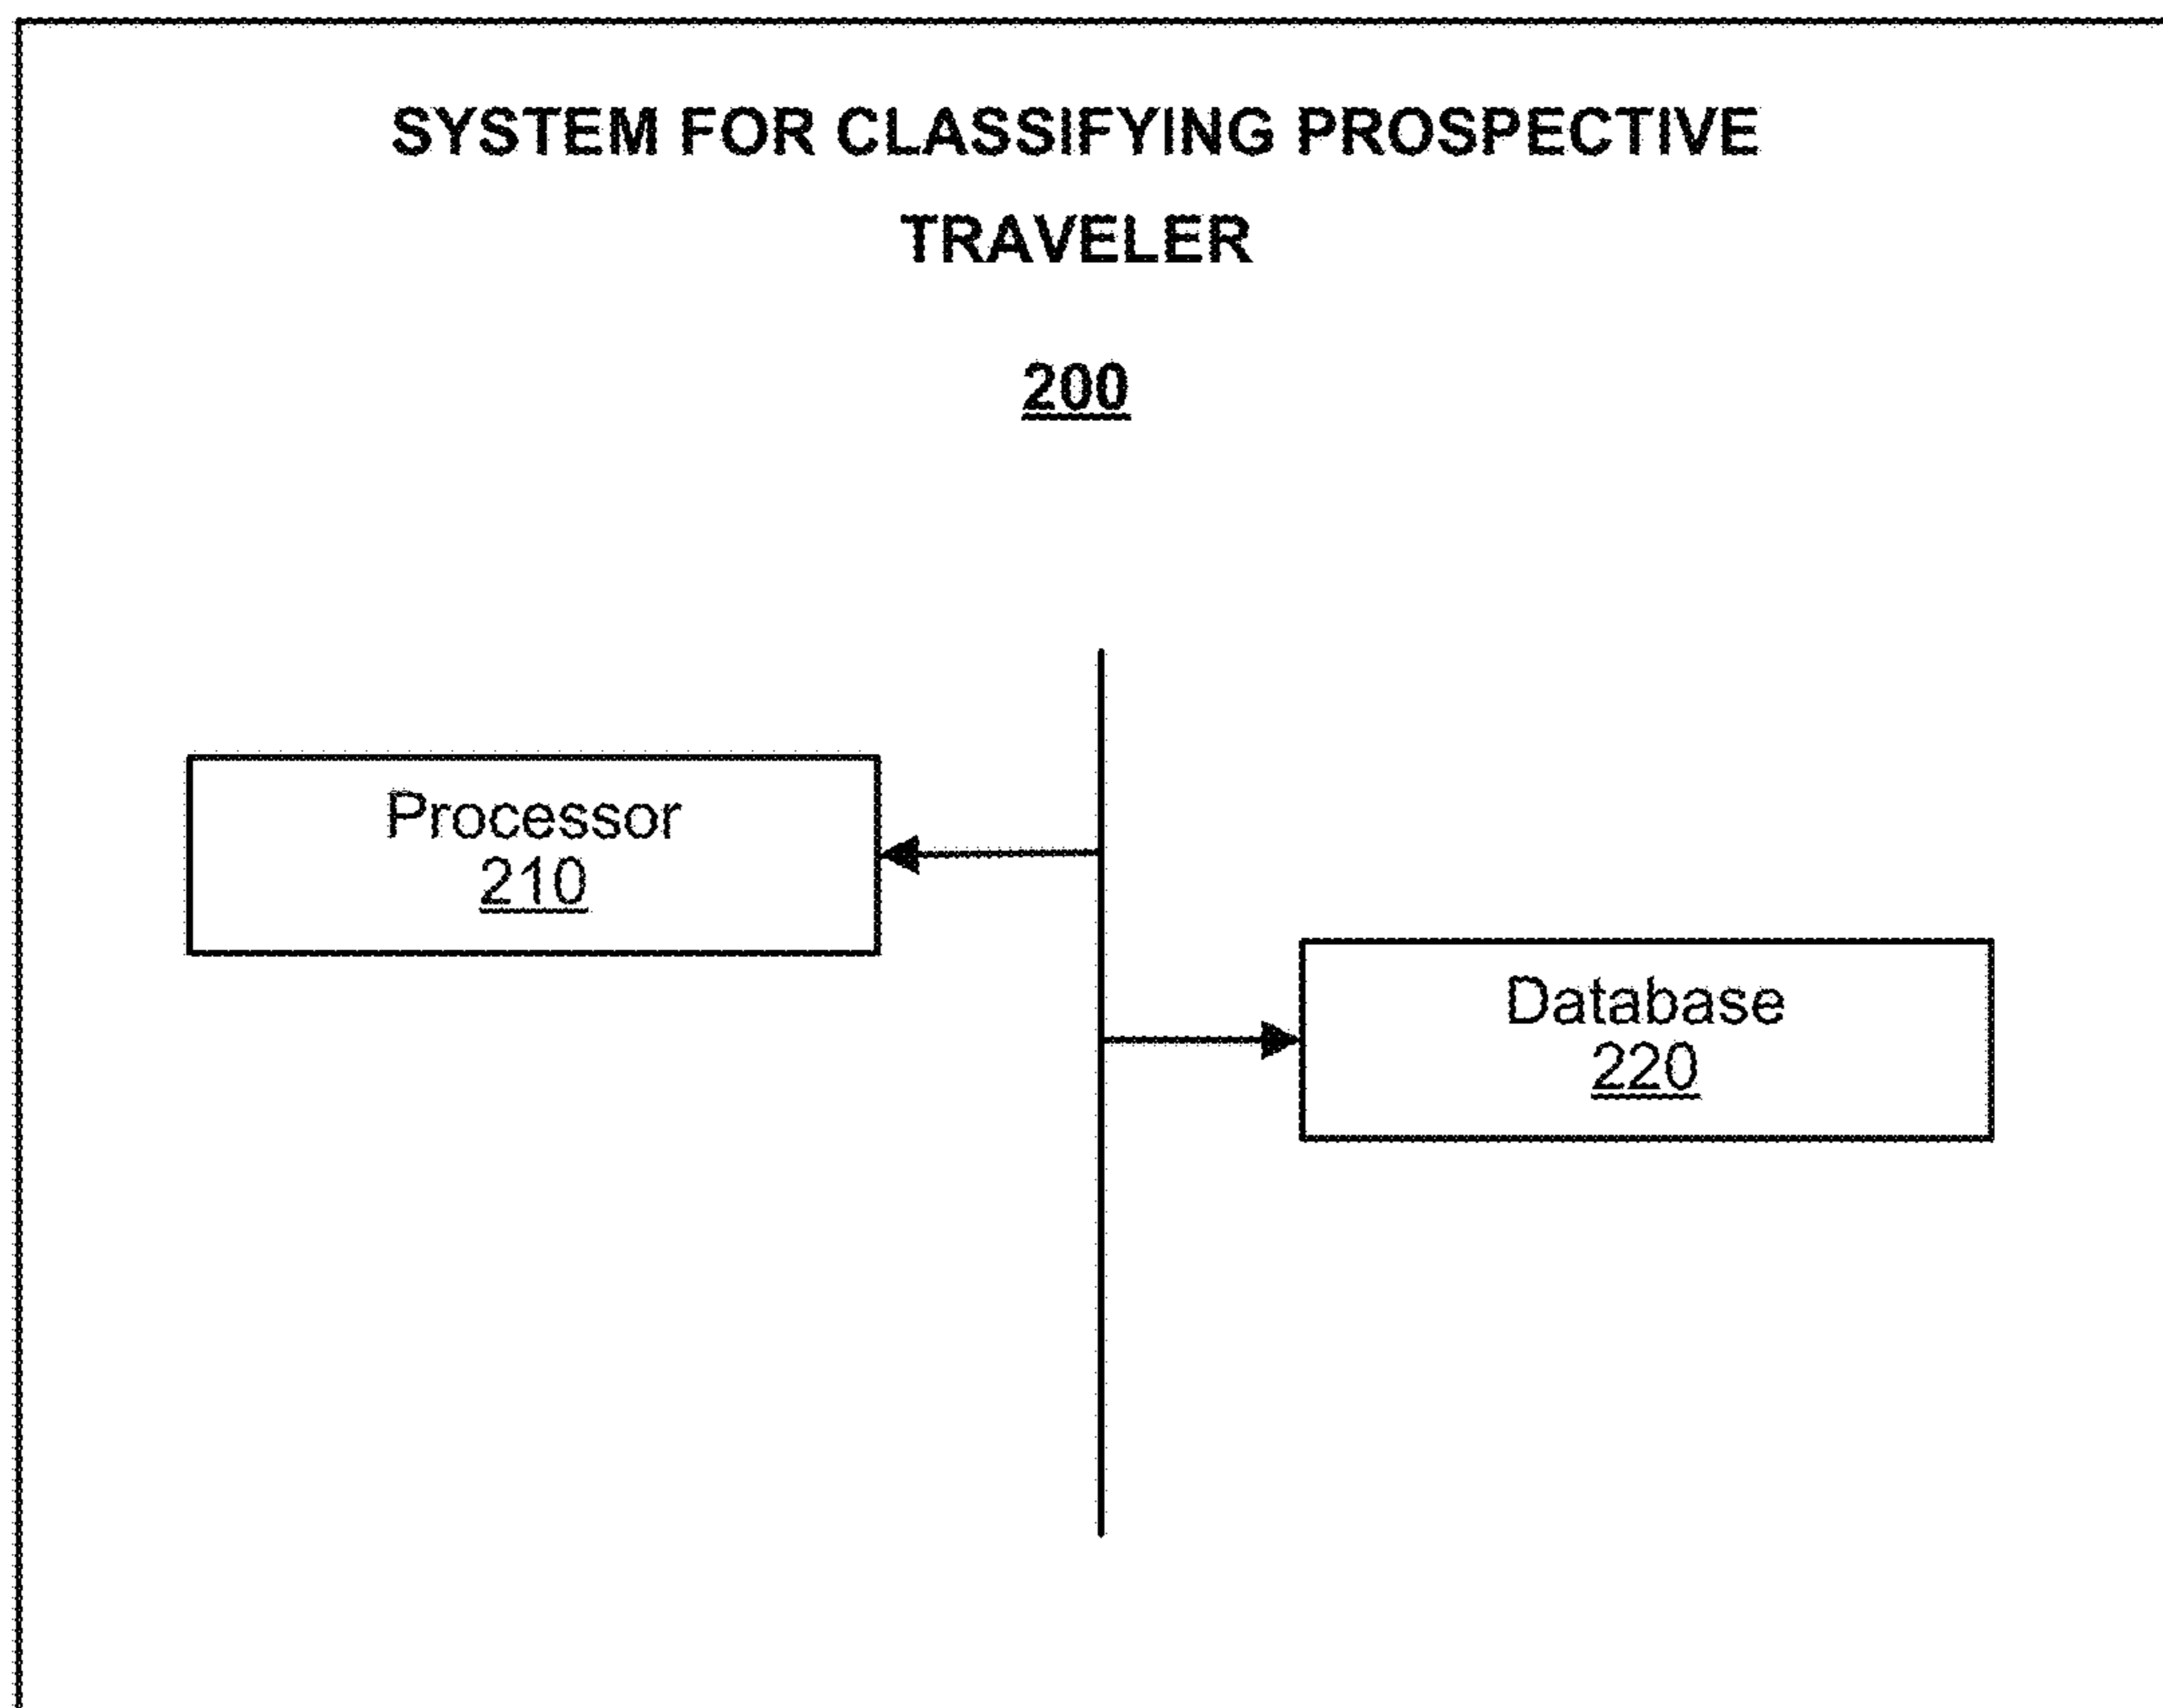 SYSTEM FOR CLASSIFYING PROSPECTIVE
TRAVELER
200
Processor
210
Database
220